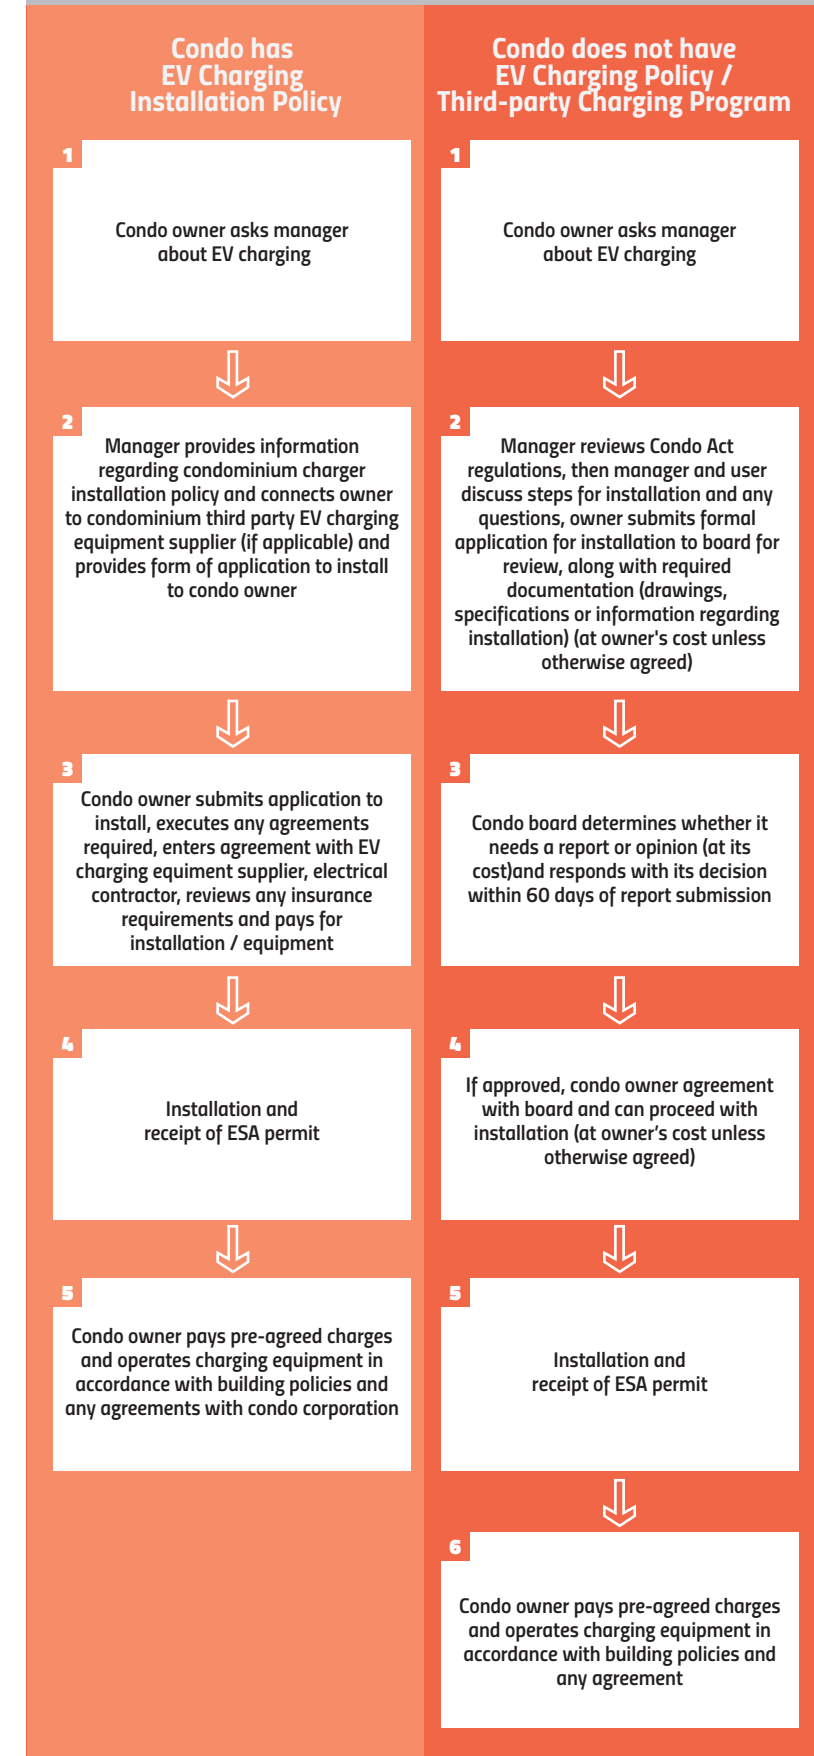 Condo has
EV Charging
Installation Policy
1
Condo owner asks manager
about EV charging
2
Manager provides information
regarding condominium charger
installation policy and connects owner
to condominium third party EV charging
equipment supplier (if applicable) and
provides form of application to install
to condo owner
3
Condo owner submits application to
install, executes any agreements
required, enters agreement with EV
charging equiment supplier, electrical
contractor, reviews any insurance
requirements and pays for
installation / equipment
4
Installation and
receipt of ESA permit
5
Condo owner pays pre-agreed charges
and operates charging equipment in
accordance with building policies and
any agreements with condo corporation
Condo does not have
EV Charging Policy /
Third-party Charging Program
1
Condo owner asks manager
about EV charging
2
Manager reviews Condo Act
regulations, then manager and user
discuss steps for installation and any
questions, owner submits formal
application for installation to board for
review, along with required
documentation (drawings,
specifications or information regarding
installation) (at owner's cost unless
otherwise agreed)
3
Condo board determines whether it
needs a report or opinion (at its
cost)and responds with its decision
within 60 days of report submission
4
If approved, condo owner agreement
with board and can proceed with
installation (at owner’s cost unless
otherwise agreed)
5
Installation and
receipt of ESA permit
6
Condo owner pays pre-agreed charges
and operates charging equipment in
accordance with building policies and
any agreement